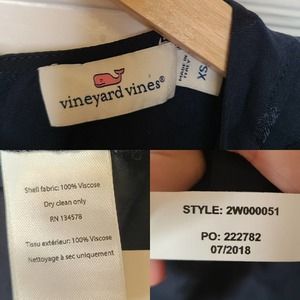 vineyard vines®
XS
Shell fabric: 100% Viscose
Dry clean only
RN 134578
Tissu extérieur: 100% Viscose
Nettoyage à sec uniquement
STYLE: 2W000051
PO: 222782
07/2018